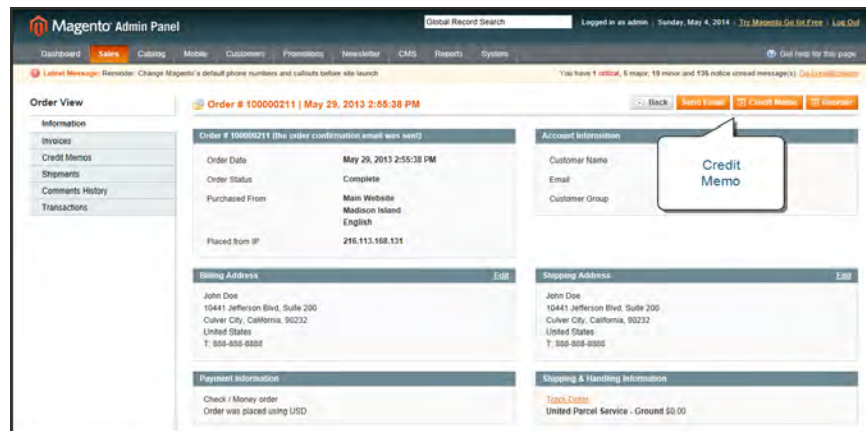 Magento Admin Panel
Global Record Search
Logged in as admin | Sunday, May 4, 2014 | Try Magento Go for Free | Log Out
Dashboard Sales Catalog Mobile Customers Promotions Newsletter CMS Reports System
Get help for this page
Latest Message: Reminder: Change Magento's default phone numbers and callouts before site launch
You have 1 critical, 5 major, 19 minor and 135 notice unread message(s).
Order View
Information
Invoices
Credit Memos
Shipments
Comments History
Transactions
Order # 100000211 | May 29, 2013 2:55:38 PM
Back Send Email Credit Memo Reorder
Order # 100000211 (the order confirmation email was sent)
Order Date May 29, 2013 2:55:38 PM
Order Status Complete
Purchased From Main Website
Madison Island
English
Placed from IP 216.113.168.131
Account Information
Customer Name
Email
Customer Group
Credit
Memo
Billing Address Edit
John Doe
10441 Jefferson Blvd, Suite 200
Culver City, California, 90232
United States
T: 888-888-8888
Shipping Address Edit
John Doe
10441 Jefferson Blvd, Suite 200
Culver City, California, 90232
United States
T: 888-888-8888
Payment Information
Check / Money order
Order was placed using USD
Shipping & Handling Information
Track Order
United Parcel Service - Ground $0.00